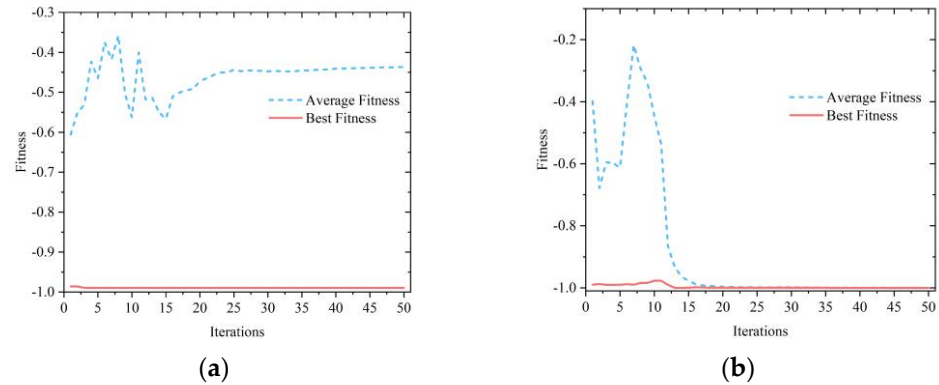 -0.3
-0.4
-0.5
-0.6
-0.7
-0.8
-0.9
-1.0
Fitness
Average Fitness
Best Fitness
0 5 10 15 20 25 30 35 40 45 50
Iterations
(a)
-0.2
-0.4
-0.6
-0.8
-1.0
Fitness
Average Fitness
Best Fitness
0 5 10 15 20 25 30 35 40 45 50
Iterations
(b)